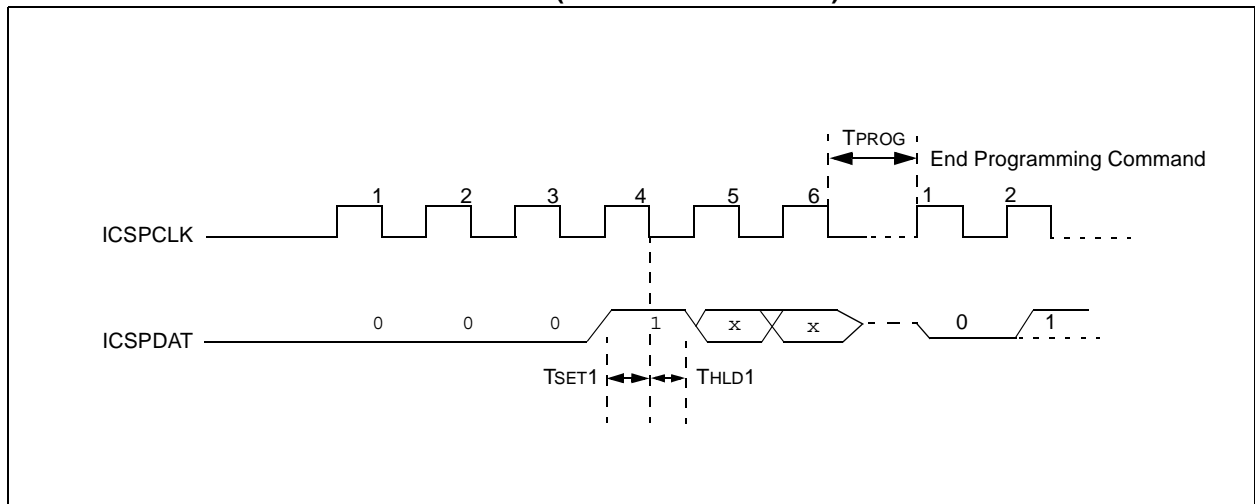 TPROG
End Programming Command
1 2 3 4 5 6 1 2
ICSPCLK
0 0 0 1 x x 0 1
ICSPDAT
TSET1 THLD1